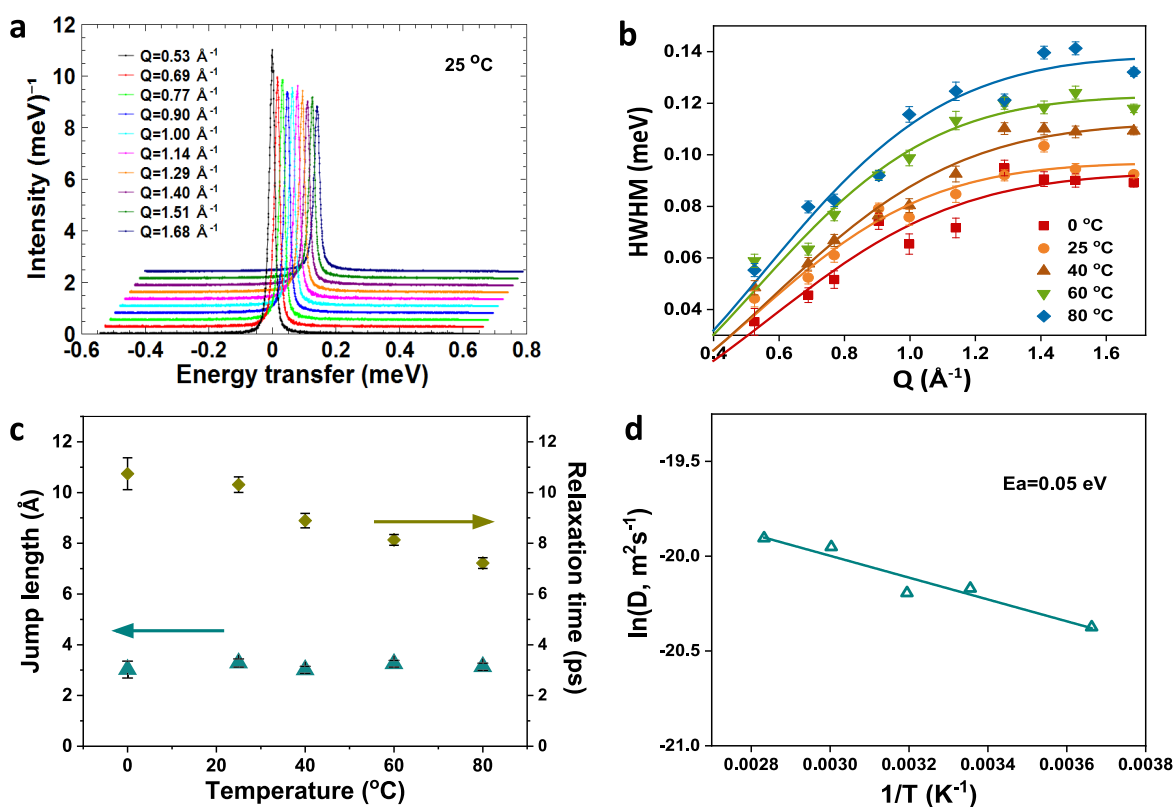 a
12
10
8
6
4
2
0
Intensity (meV)⁻¹
Q=0.53 Å⁻¹
Q=0.69 Å⁻¹
Q=0.77 Å⁻¹
Q=0.90 Å⁻¹
Q=1.00 Å⁻¹
Q=1.14 Å⁻¹
Q=1.29 Å⁻¹
Q=1.40 Å⁻¹
Q=1.51 Å⁻¹
Q=1.68 Å⁻¹
25 °C
-0.6 -0.4 -0.2 0 0.2 0.4 0.6 0.8
Energy transfer (meV)
b
0.14
0.12
0.10
0.08
0.06
0.04
HWHM (meV)
0 °C
25 °C
40 °C
60 °C
80 °C
0.4 0.6 0.8 1.0 1.2 1.4 1.6
Q (Å⁻¹)
c
12
10
8
6
4
2
0
Jump length (Å)
12
10
8
6
4
2
0
Relaxation time (ps)
0 20 40 60 80
Temperature (°C)
d
-19.5
-20.0
-20.5
-21.0
ln(D, m²s⁻¹)
Ea=0.05 eV
0.0028 0.0030 0.0032 0.0034 0.0036 0.0038
1/T (K⁻¹)